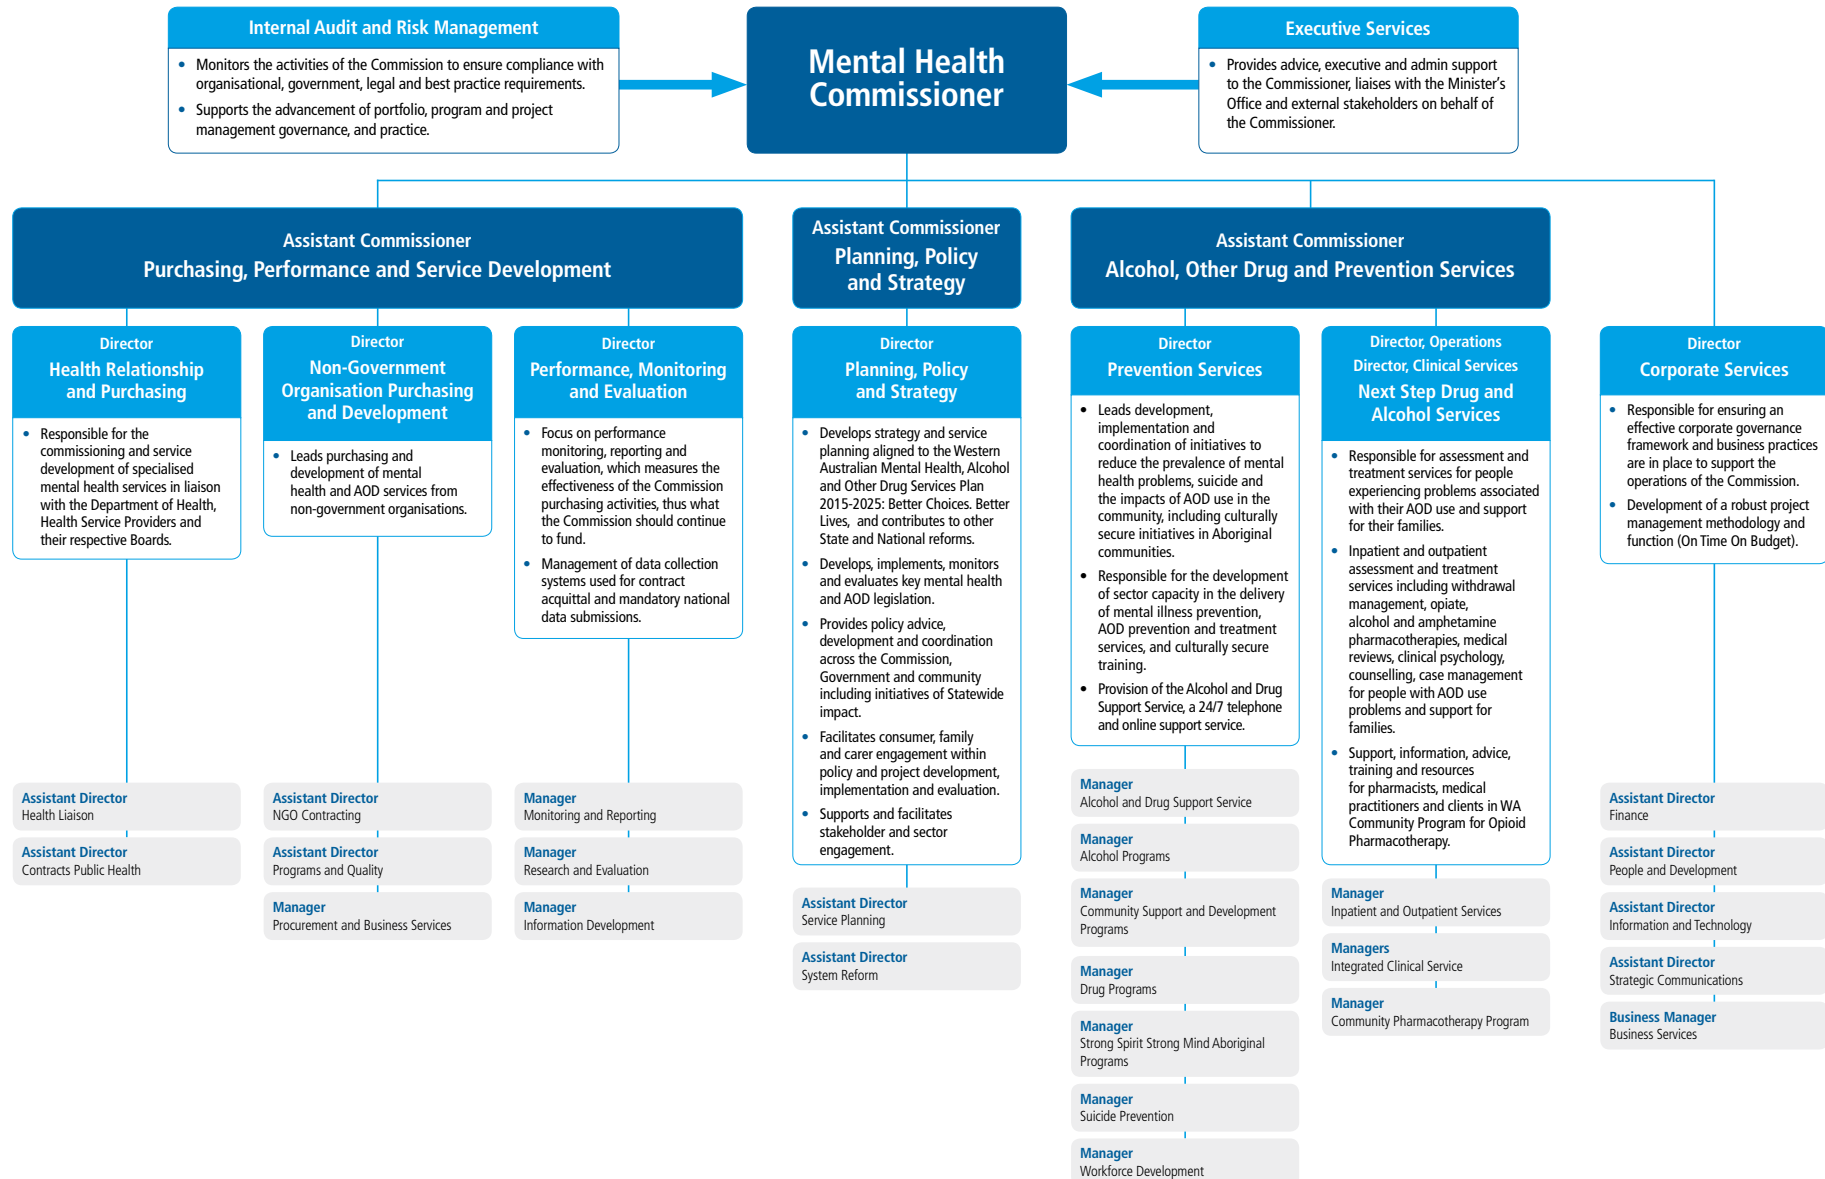 Internal Audit and Risk Management
• Monitors the activities of the Commission to ensure compliance with
organisational, government, legal and best practice requirements.
• Supports the advancement of portfolio, program and project
management governance, and practice.
Mental Health
Commissioner
Executive Services
• Provides advice, executive and admin support
to the Commissioner, liaises with the Minister's
Office and external stakeholders on behalf of
the Commissioner.
Assistant Commissioner
Purchasing, Performance and Service Development
Assistant Commissioner
Planning, Policy
and Strategy
Assistant Commissioner
Alcohol, Other Drug and Prevention Services
Director
Health Relationship
and Purchasing
• Responsible for the
commissioning and service
development of specialised
mental health services in liaison
with the Department of Health,
Health Service Providers and
their respective Boards.
Assistant Director
Health Liaison
Assistant Director
Contracts Public Health
Director
Non-Government
Organisation Purchasing
and Development
• Leads purchasing and
development of mental
health and AOD services from
non-government organisations.
Assistant Director
NGO Contracting
Assistant Director
Programs and Quality
Manager
Procurement and Business Services
Director
Performance, Monitoring
and Evaluation
• Focus on performance
monitoring, reporting and
evaluation, which measures the
effectiveness of the Commission
purchasing activities, thus what
the Commission should continue
to fund.
• Management of data collection
systems used for contract
acquittal and mandatory national
data submissions.
Manager
Monitoring and Reporting
Manager
Research and Evaluation
Manager
Information Development
Director
Planning, Policy
and Strategy
• Develops strategy and service
planning aligned to the Western
Australian Mental Health, Alcohol
and Other Drug Services Plan
2015-2025: Better Choices. Better
Lives, and contributes to other
State and National reforms.
• Develops, implements, monitors
and evaluates key mental health
and AOD legislation.
• Provides policy advice,
development and coordination
across the Commission,
Government and community
including initiatives of Statewide
impact.
• Facilitates consumer, family
and carer engagement within
policy and project development,
implementation and evaluation.
• Supports and facilitates
stakeholder and sector
engagement.
Assistant Director
Service Planning
Assistant Director
System Reform
Director
Prevention Services
• Leads development,
implementation and
coordination of initiatives to
reduce the prevalence of mental
health problems, suicide and
the impacts of AOD use in the
community, including culturally
secure initiatives in Aboriginal
communities.
• Responsible for the development
of sector capacity in the delivery
of mental illness prevention,
AOD prevention and treatment
services, and culturally secure
training.
• Provision of the Alcohol and Drug
Support Service, a 24/7 telephone
and online support service.
Manager
Alcohol and Drug Support Service
Manager
Alcohol Programs
Manager
Community Support and Development
Programs
Manager
Drug Programs
Manager
Strong Spirit Strong Mind Aboriginal
Programs
Manager
Suicide Prevention
Manager
Workforce Development
Director, Operations
Director, Clinical Services
Next Step Drug and
Alcohol Services
• Responsible for assessment and
treatment services for people
experiencing problems associated
with their AOD use and support
for their families.
• Inpatient and outpatient
assessment and treatment
services including withdrawal
management, opiate,
alcohol and amphetamine
pharmacotherapies, medical
reviews, clinical psychology,
counselling, case management
for people with AOD use
problems and support for
families.
• Support, information, advice,
training and resources
for pharmacists, medical
practitioners and clients in WA
Community Program for Opioid
Pharmacotherapy.
Manager
Inpatient and Outpatient Services
Managers
Integrated Clinical Service
Manager
Community Pharmacotherapy Program
Director
Corporate Services
• Responsible for ensuring an
effective corporate governance
framework and business practices
are in place to support the
operations of the Commission.
• Development of a robust project
management methodology and
function (On Time On Budget).
Assistant Director
Finance
Assistant Director
People and Development
Assistant Director
Information and Technology
Assistant Director
Strategic Communications
Business Manager
Business Services